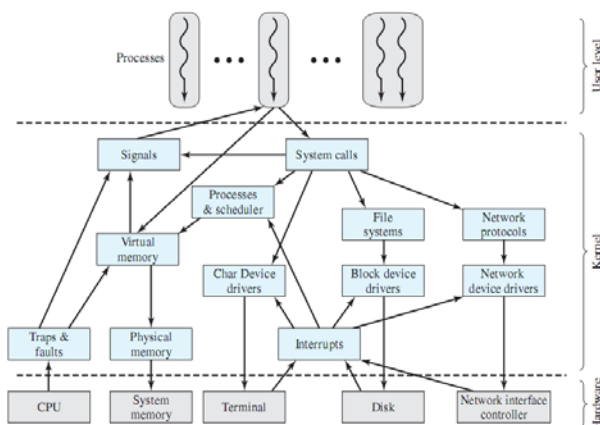 Processes
User level
Signals
System calls
Processes
& scheduler
File
systems
Network
protocols
Virtual
memory
Char Device
drivers
Block device
drivers
Network
device drivers
Kernel
Traps &
faults
Physical
memory
Interrupts
CPU
System
memory
Terminal
Disk
Network interface
controller
Hardware